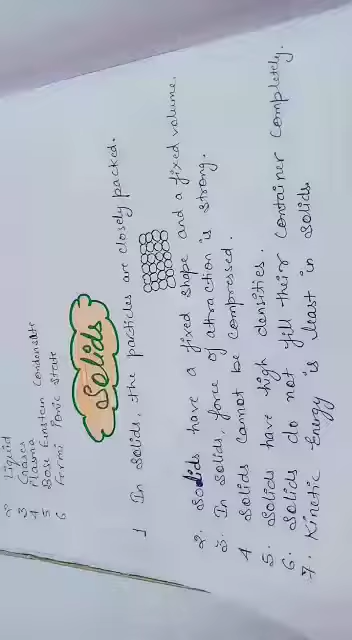 2 Liquid
3 Gases
4 Plasma
5 Base Einstein Condensate
6 Fermi Ponic State
Solids
1 In Solids, the particles are closely packed.
2. Solids have a fixed shape and a fixed volume.
3. In Solids, force of attraction is strong.
4 Solids Cannot be Compressed.
5. Solids have high densities.
6. Solids do not fill their Container Completely.
7. Kinetic Energy is least in Solids